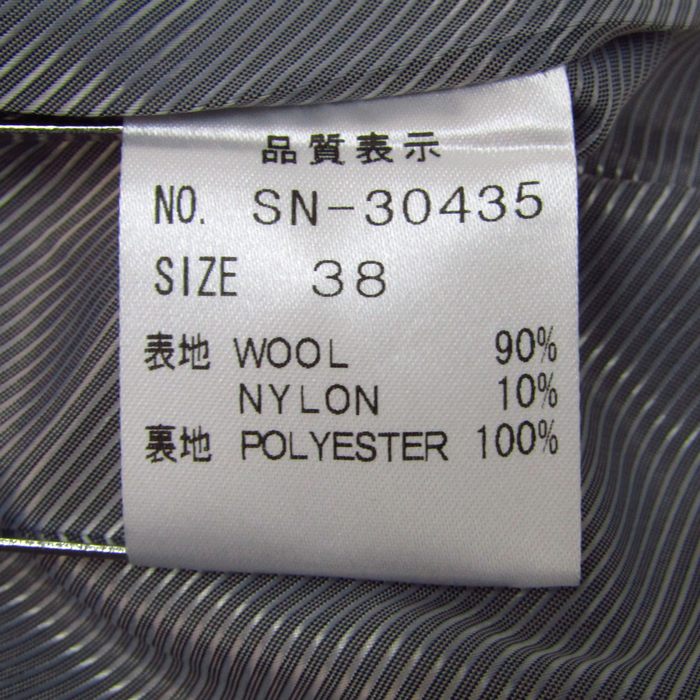 品質表示
NO. SN-30435
SIZE 38
表地 WOOL 90%
NYLON 10%
裏地 POLYESTER 100%